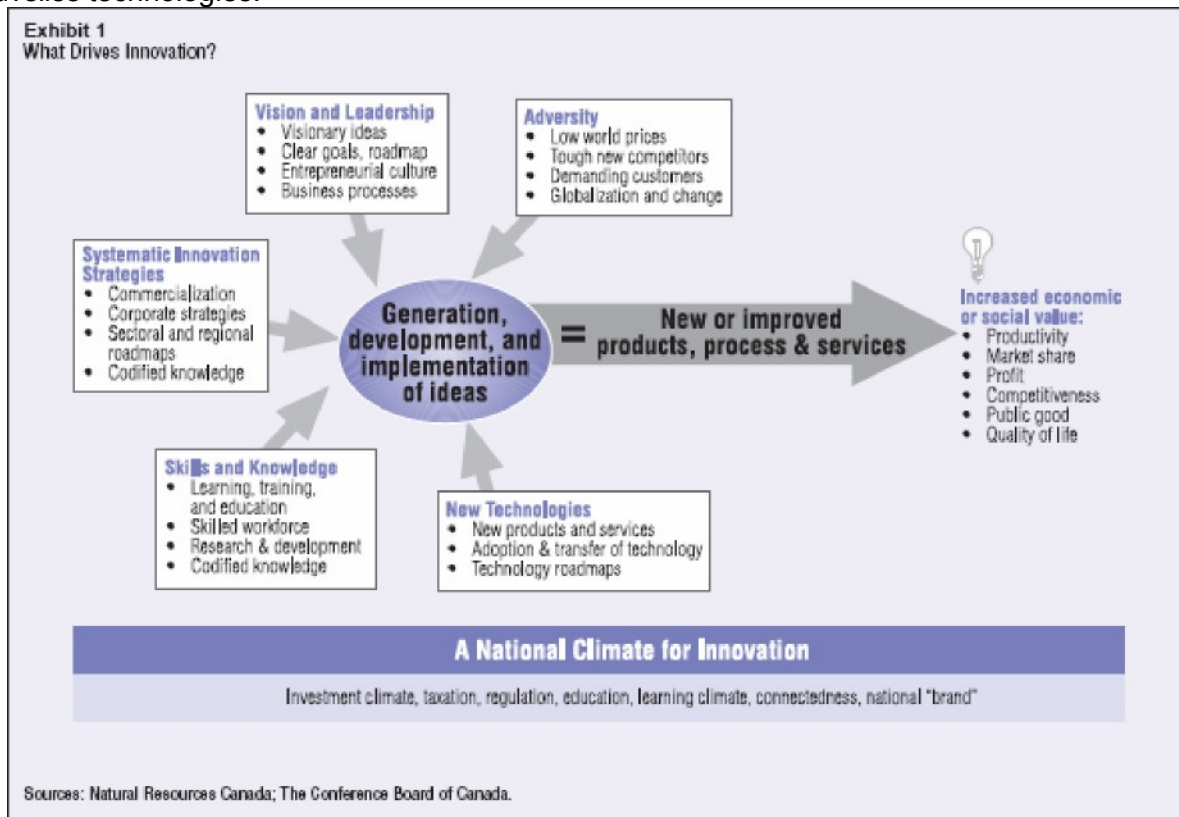 technologies.
Exhibit 1
What Drives Innovation?
Vision and Leadership
• Visionary ideas
• Clear goals, roadmap
• Entrepreneurial culture
• Business processes
Adversity
• Low world prices
• Tough new competitors
• Demanding customers
• Globalization and change
Systematic Innovation
Strategies
• Commercialization
• Corporate strategies
• Sectoral and regional
roadmaps
• Codified knowledge
Generation,
development, and
implementation
of ideas
=
New or improved
products, process & services
Increased economic
or social value:
• Productivity
• Market share
• Profit
• Competitiveness
• Public good
• Quality of life
Skills and Knowledge
• Learning, training,
and education
• Skilled workforce
• Research & development
• Codified knowledge
New Technologies
• New products and services
• Adoption & transfer of technology
• Technology roadmaps
A National Climate for Innovation
Investment climate, taxation, regulation, education, learning climate, connectedness, national "brand"
Sources: Natural Resources Canada; The Conference Board of Canada.